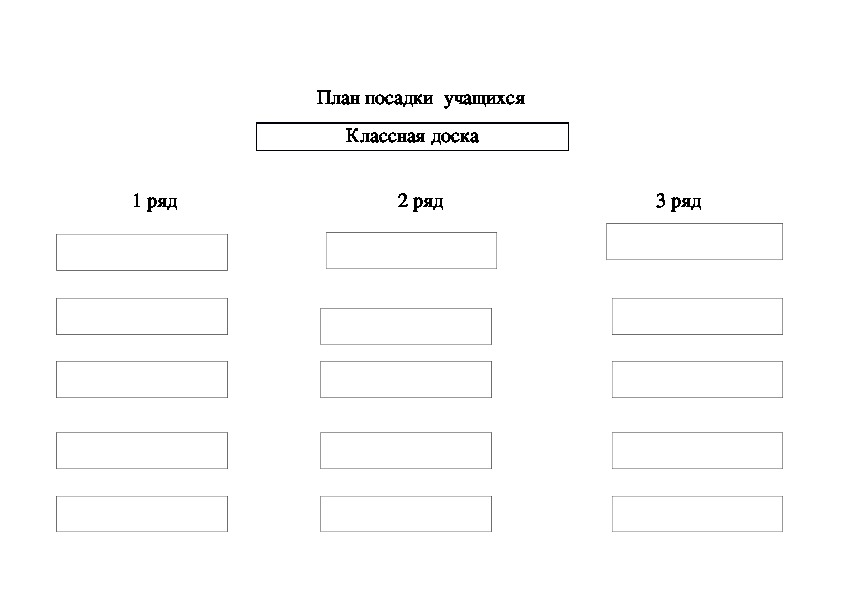 План посадки учащихся
Классная доска
1 ряд 2 ряд 3 ряд